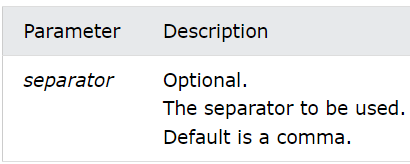 Parameter Description
separator Optional.
The separator to be used.
Default is a comma.